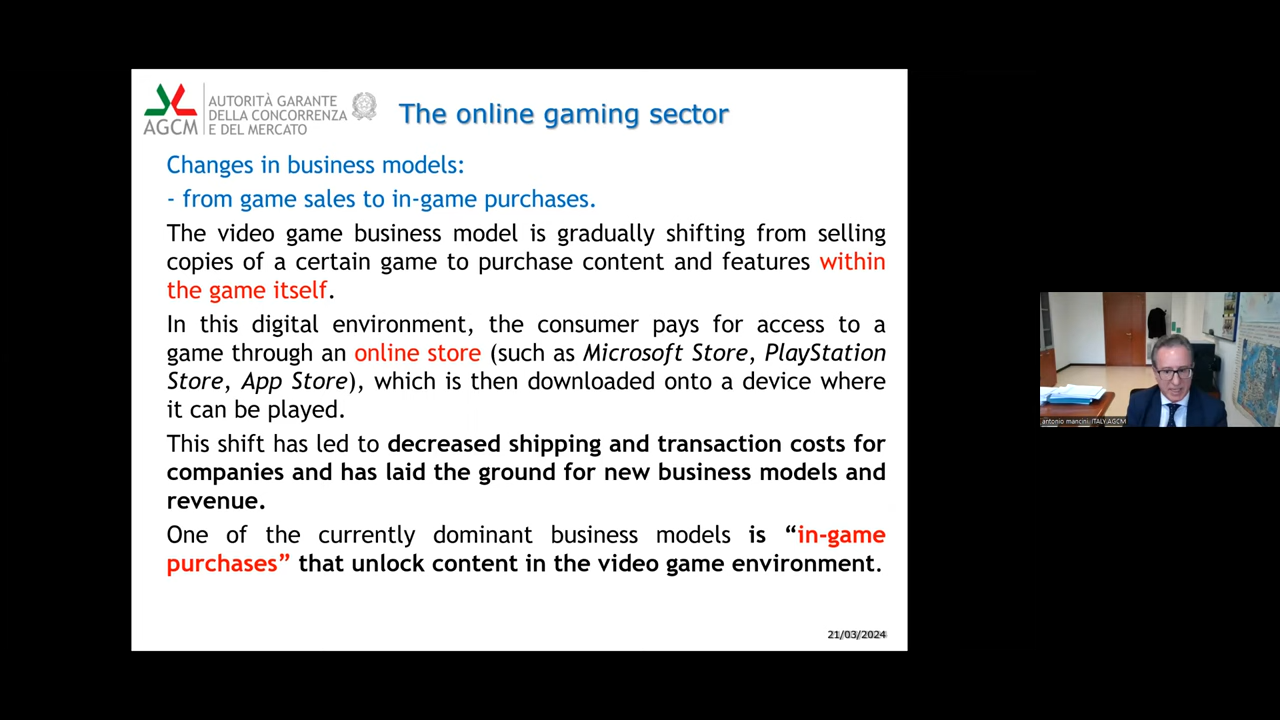 AUTORITÀ GARANTE
DELLA CONCORRENZA
E DEL MERCATO
AGCM
The online gaming sector
Changes in business models:
- from game sales to in-game purchases.
The video game business model is gradually shifting from selling
copies of a certain game to purchase content and features within
the game itself.
In this digital environment, the consumer pays for access to a
game through an online store (such as Microsoft Store, PlayStation
Store, App Store), which is then downloaded onto a device where
it can be played.
This shift has led to decreased shipping and transaction costs for
companies and has laid the ground for new business models and
revenue.
One of the currently dominant business models is “in-game
purchases” that unlock content in the video game environment.
21/03/2024
antonio mancini, ITALY AGCM